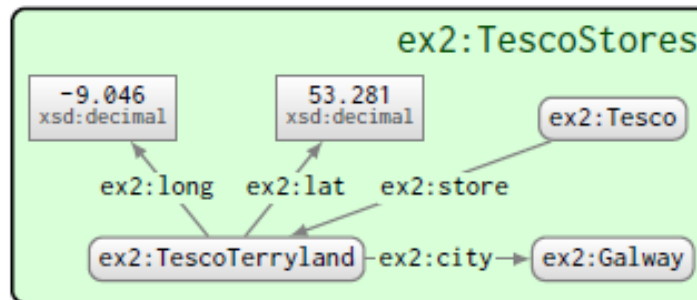 ex2:TescoStores
-9.046
xsd:decimal
53.281
xsd:decimal
ex2:Tesco
ex2:long
ex2:lat
ex2:store
ex2:TescoTerryland
ex2:city
ex2:Galway